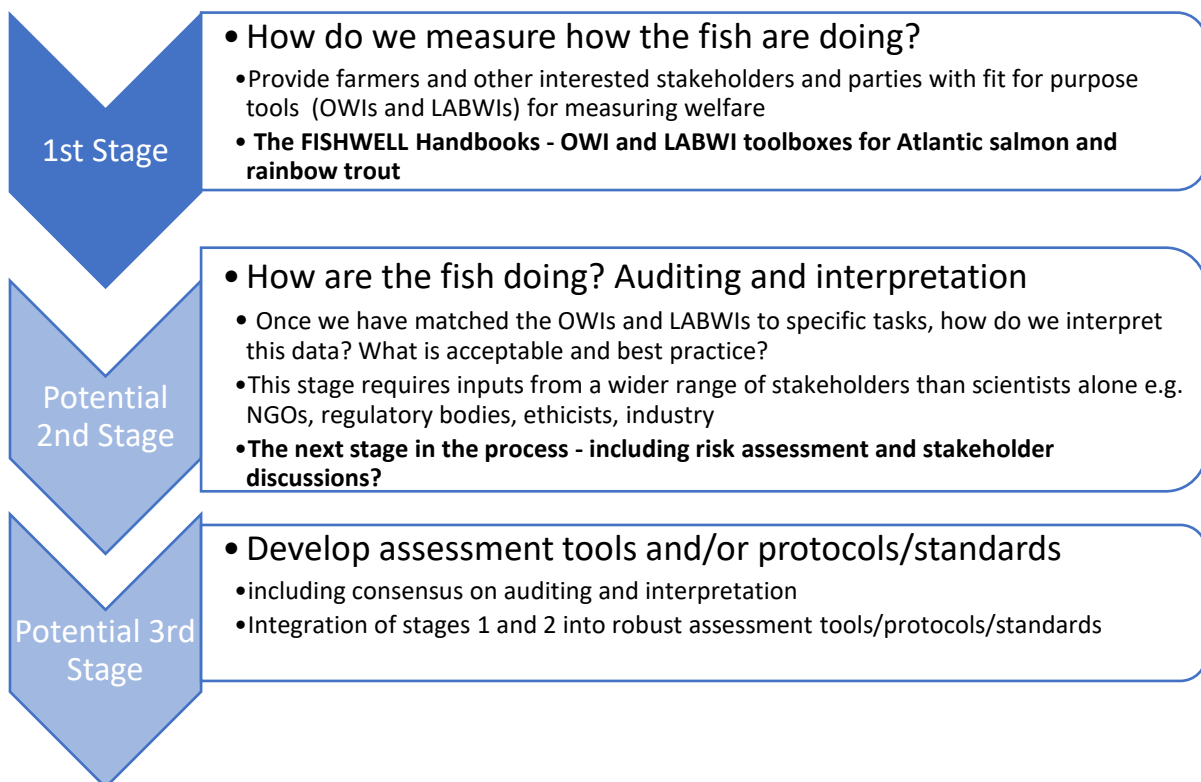 1st Stage
• How do we measure how the fish are doing?
•Provide farmers and other interested stakeholders and parties with fit for purpose
tools (OWIs and LABWIs) for measuring welfare
• The FISHWELL Handbooks - OWI and LABWI toolboxes for Atlantic salmon and
rainbow trout
Potential
2nd Stage
• How are the fish doing? Auditing and interpretation
• Once we have matched the OWIs and LABWIs to specific tasks, how do we interpret
this data? What is acceptable and best practice?
•This stage requires inputs from a wider range of stakeholders than scientists alone e.g.
NGOs, regulatory bodies, ethicists, industry
•The next stage in the process - including risk assessment and stakeholder
discussions?
Potential 3rd
Stage
• Develop assessment tools and/or protocols/standards
•including consensus on auditing and interpretation
•Integration of stages 1 and 2 into robust assessment tools/protocols/standards